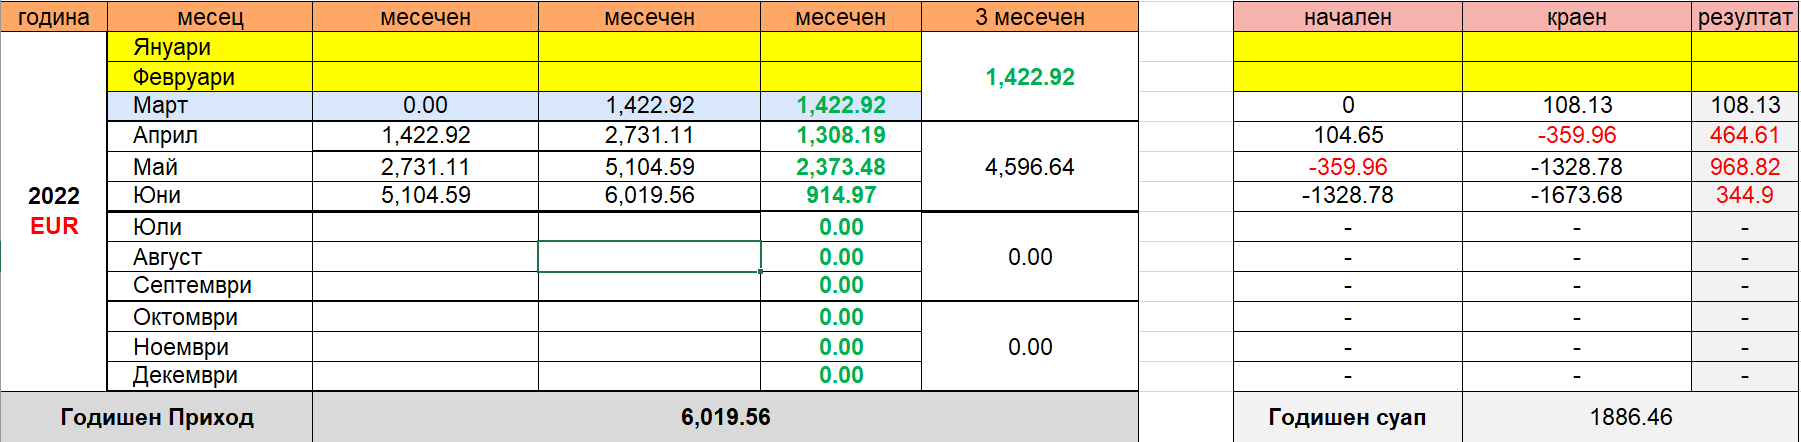 година месец месечен месечен месечен 3 месечен начален краен резултат
Януари
Февруари 1,422.92
Март 0.00 1,422.92 1,422.92 0 108.13 108.13
Април 1,422.92 2,731.11 1,308.19 104.65 -359.96 464.61
Май 2,731.11 5,104.59 2,373.48 4,596.64 -359.96 -1328.78 968.82
2022 Юни 5,104.59 6,019.56 914.97 -1328.78 -1673.68 344.9
EUR Юли 0.00 - - -
Август 0.00 0.00 - - -
Септември 0.00 - - -
Октомври 0.00 - - -
Ноември 0.00 0.00 - - -
Декември 0.00 - - -
Годишен Приход 6,019.56 Годишен суап 1886.46